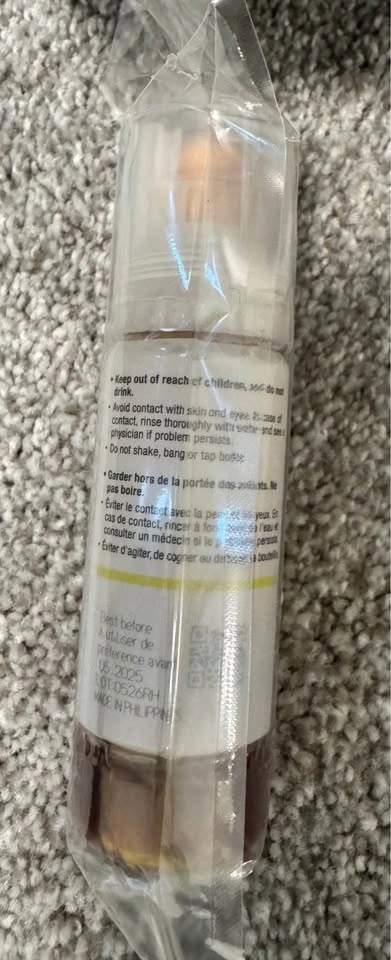 • Keep out of reach of children, and do not
drink.
• Avoid contact with skin and eyes. In case of
contact, rinse thoroughly with water and see a
physician if problem persists.
• Do not shake, bang or tap bottle.
• Garder hors de la portée des enfants. Ne
pas boire.
• Éviter le contact avec la peau et les yeux. En
cas de contact, rincer à fond avec de l'eau et
consulter un médecin si le problème persiste.
• Éviter d'agiter, de cogner ou de la bouteille.
Best before
À utiliser de
préférence avant
05 2025
LOT:0526RH
MADE IN PHILIPPINES